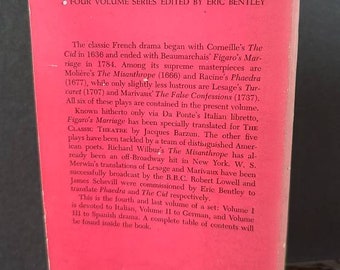 FOUR VOLUME SERIES EDITED BY ERIC BENTLEY
The classic French drama began with Corneille's The
Cid in 1636 and ended with Beaumarchais' Figaro's Mar-
riage in 1784. Among its supreme masterpieces are
Molière's The Misanthrope (1666) and Racine's Phaedra
(1677), while only slightly less lustrous are Lesage's Tur-
caret (1707) and Marivaux' The False Confessions (1737).
All six of these plays are contained in the present volume.
Known hitherto only via Da Ponte's Italian libretto,
Figaro's Marriage has been specially translated for THE
CLASSIC THEATRE by Jacques Barzun. The other five
plays have been tackled by a team of distinguished Amer-
ican poets. Richard Wilbur's The Misanthrope has al-
ready been an off-Broadway hit in New York. W. S.
Merwin's translations of Lesage and Marivaux have been
successfully broadcast by the B.B.C. Robert Lowell and
James Schevill were commissioned by Eric Bentley to
translate Phaedra and The Cid respectively.
This is the fourth and last volume of a set: Volume I
is devoted to Italian, Volume II to German, and Volume
III to Spanish drama. A complete table of contents will
be found inside the book.